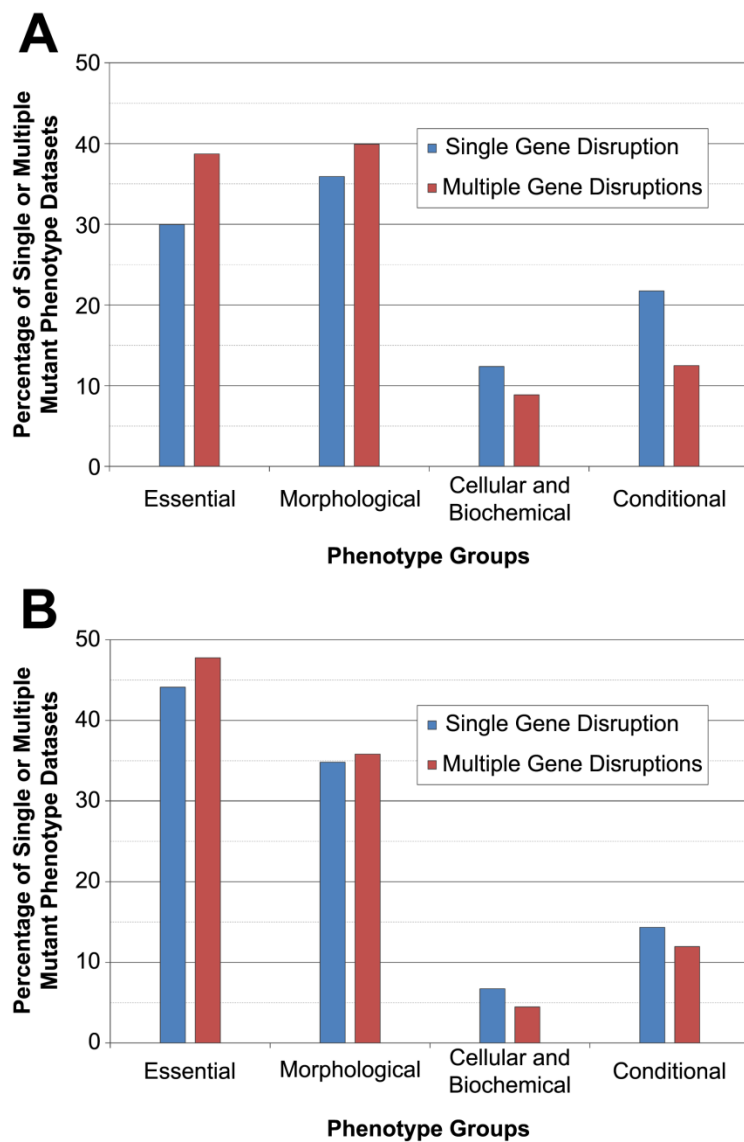 A
Percentage of Single or Multiple
Mutant Phenotype Datasets
50
40
30
20
10
0
Single Gene Disruption
Multiple Gene Disruptions
Essential
Morphological
Cellular and
Biochemical
Conditional
Phenotype Groups
B
Percentage of Single or Multiple
Mutant Phenotype Datasets
50
40
30
20
10
0
Single Gene Disruption
Multiple Gene Disruptions
Essential
Morphological
Cellular and
Biochemical
Conditional
Phenotype Groups